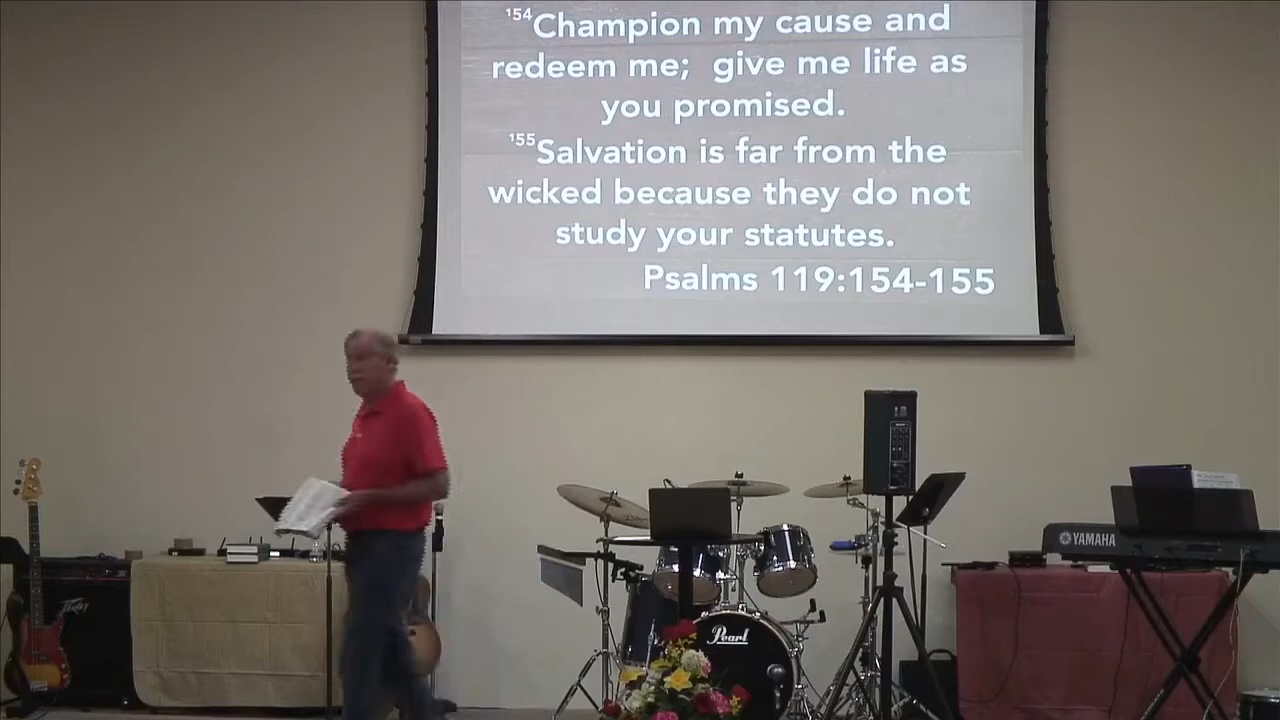 ¹⁵⁴Champion my cause and
redeem me; give me life as
you promised.
¹⁵⁵Salvation is far from the
wicked because they do not
study your statutes.
Psalms 119:154-155
YAMAHA
PEAVEY
Pearl